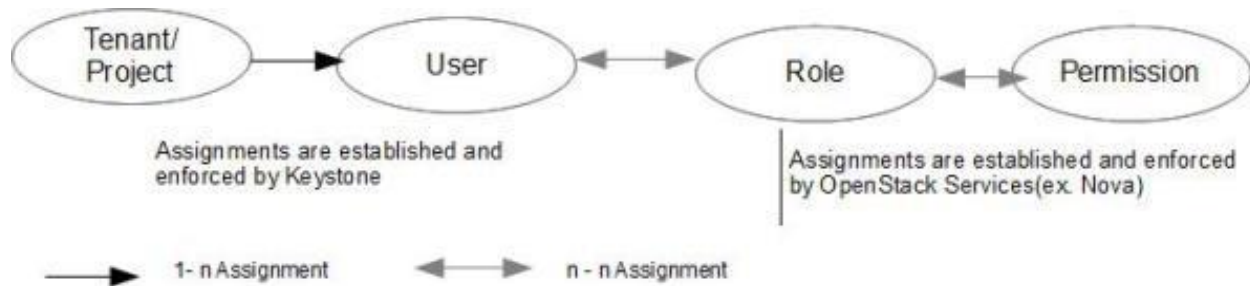 Tenant/
Project
User
Role
Permission
Assignments are established and
enforced by Keystone
Assignments are established and enforced
by OpenStack Services(ex. Nova)
1- n Assignment
n - n Assignment